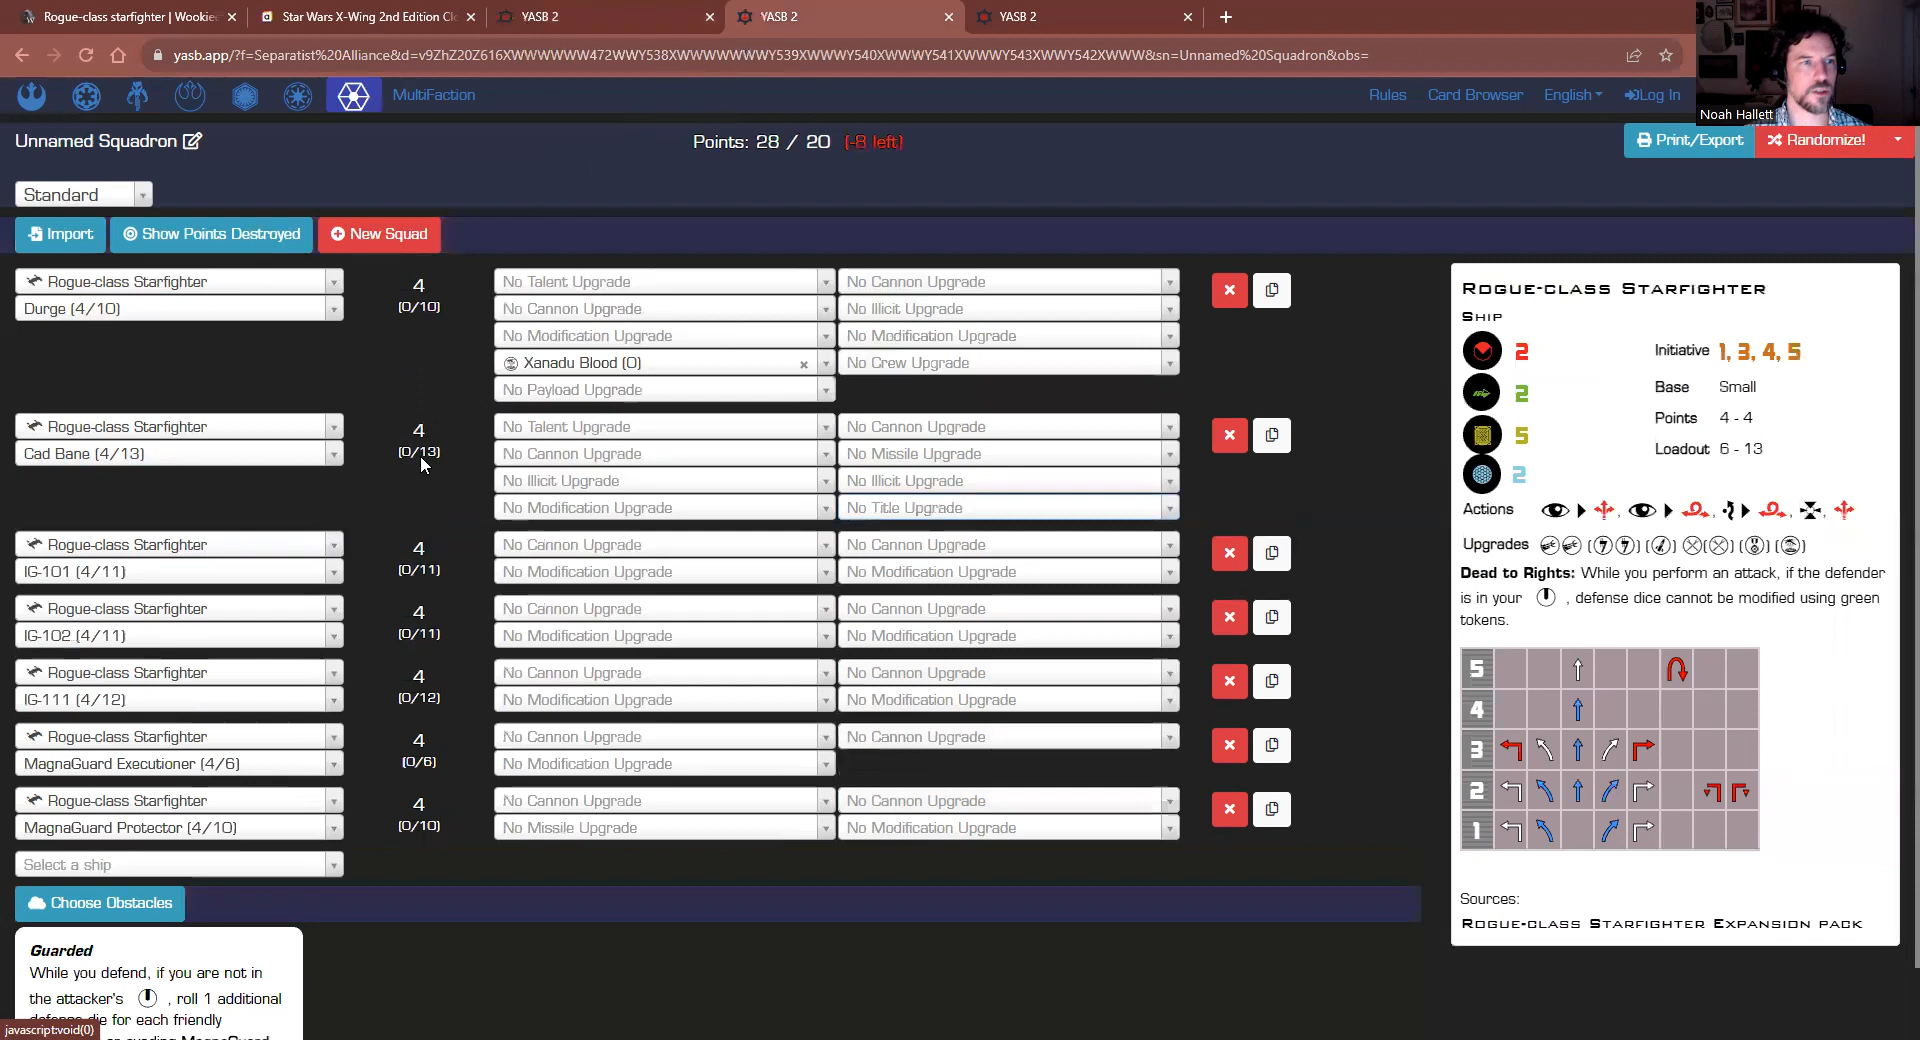 Rogue-class starfighter | Wookie
Star Wars X-Wing 2nd Edition Clo
YASB 2
YASB 2
YASB 2
yasb.app/?f=Separatist%20Alliance&d=v9ZhZ20Z616XWWWWWW472WWY538XWWWWWWWY539XWWWY540XWWWY541XWWWY543XWWY542XWWW&sn=Unnamed%20Squadron&obs=
Noah Hallett
MultiFaction
Rules
Card Browser
English
Log In
Unnamed Squadron
Points: 28 / 20 (-8 left)
Print/Export
Randomize!
Standard
Import
Show Points Destroyed
New Squad
Rogue-class Starfighter
Durge (4/10)
4
(0/10)
No Talent Upgrade
No Cannon Upgrade
No Cannon Upgrade
No Illicit Upgrade
No Modification Upgrade
No Modification Upgrade
Xanadu Blood (0)
No Crew Upgrade
No Payload Upgrade
Rogue-class Starfighter
Cad Bane (4/13)
4
(0/13)
No Talent Upgrade
No Cannon Upgrade
No Cannon Upgrade
No Missile Upgrade
No Illicit Upgrade
No Illicit Upgrade
No Modification Upgrade
No Title Upgrade
Rogue-class Starfighter
IG-101 (4/11)
4
(0/11)
No Cannon Upgrade
No Cannon Upgrade
No Modification Upgrade
No Modification Upgrade
Rogue-class Starfighter
IG-102 (4/11)
4
(0/11)
No Cannon Upgrade
No Cannon Upgrade
No Modification Upgrade
No Modification Upgrade
Rogue-class Starfighter
IG-111 (4/12)
4
(0/12)
No Cannon Upgrade
No Cannon Upgrade
No Modification Upgrade
No Modification Upgrade
Rogue-class Starfighter
MagnaGuard Executioner (4/6)
4
(0/6)
No Cannon Upgrade
No Cannon Upgrade
No Modification Upgrade
Rogue-class Starfighter
MagnaGuard Protector (4/10)
4
(0/10)
No Cannon Upgrade
No Cannon Upgrade
No Missile Upgrade
No Modification Upgrade
Select a ship
Choose Obstacles
Guarded
While you defend, if you are not in
the attacker's , roll 1 additional
defense die for each friendly
javascript:void(0)
Rogue-class Starfighter
Ship
2
Initiative 1, 3, 4, 5
2
Base Small
5
Points 4 - 4
2
Loadout 6 - 13
Actions
Upgrades
Dead to Rights: While you perform an attack, if the defender
is in your , defense dice cannot be modified using green
tokens.
5
4
3
2
1
Sources:
Rogue-class Starfighter Expansion Pack